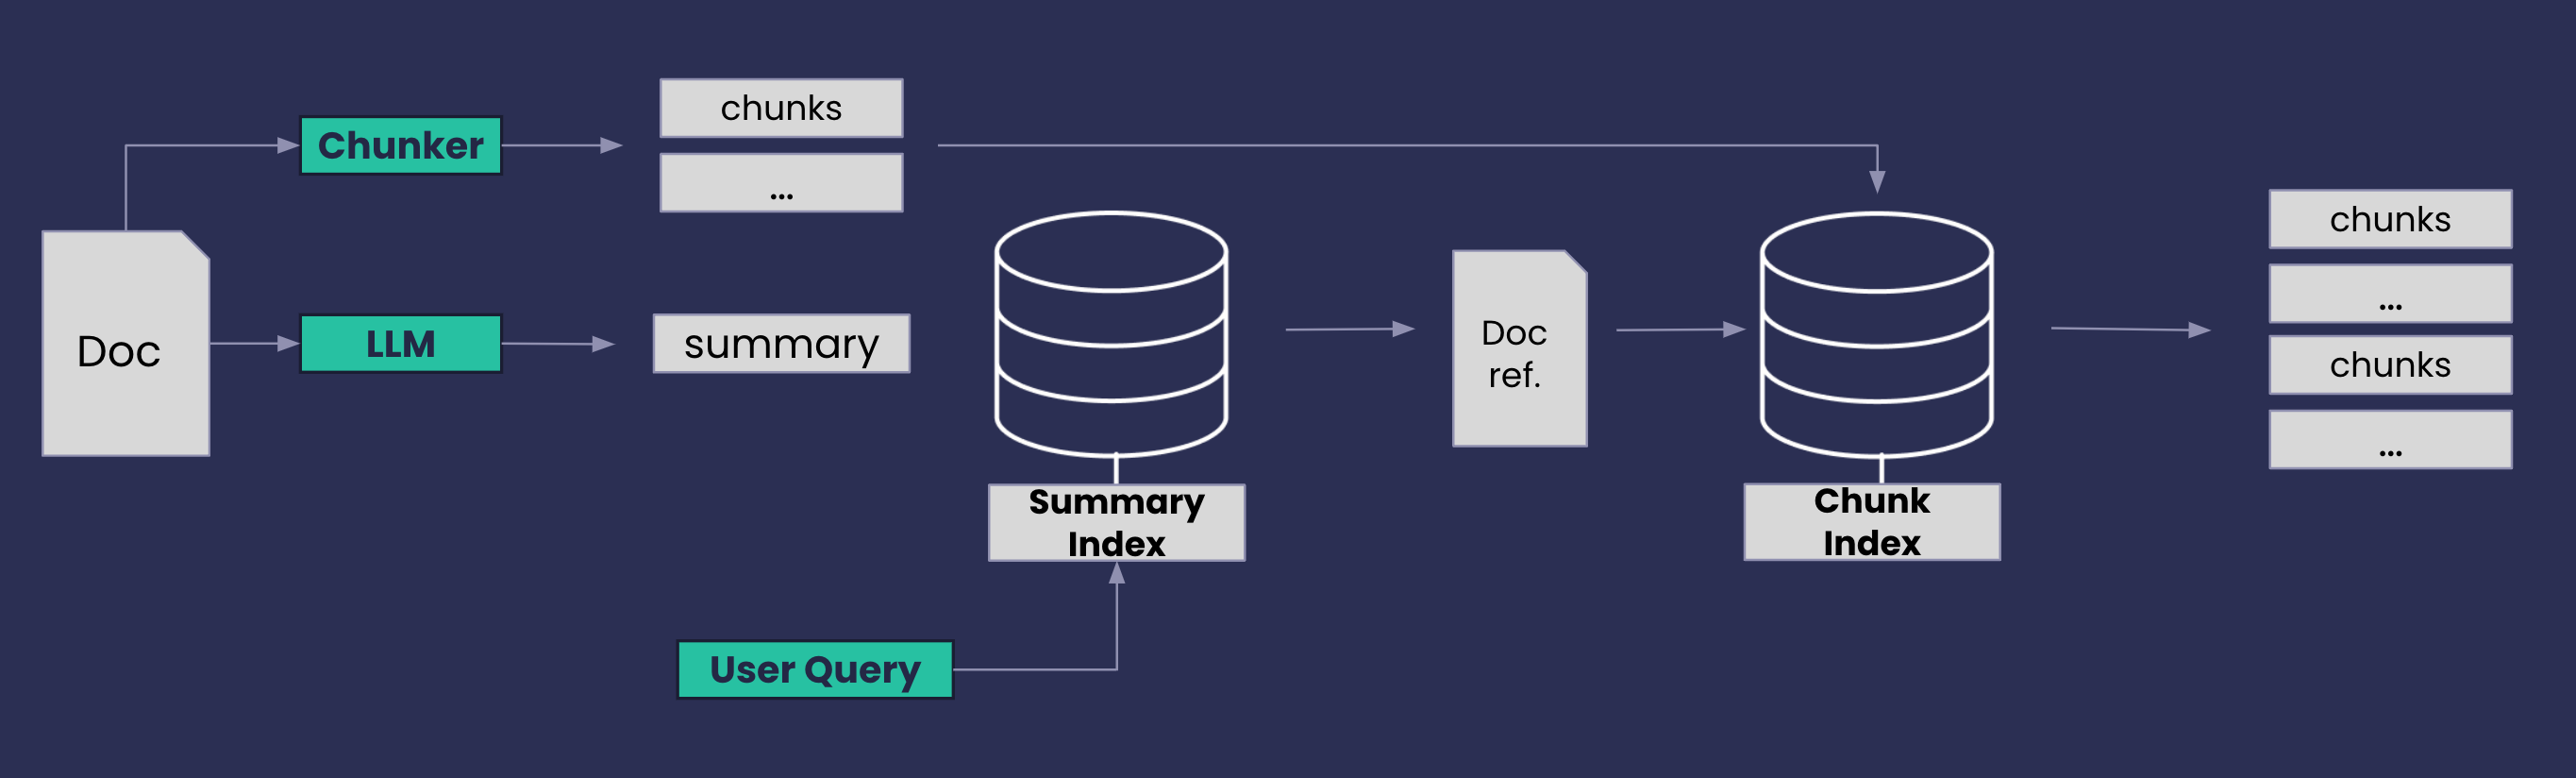 chunks
Chunker
...
Doc
LLM
summary
Summary
Index
User Query
Doc
ref.
Chunk
Index
chunks
...
chunks
...